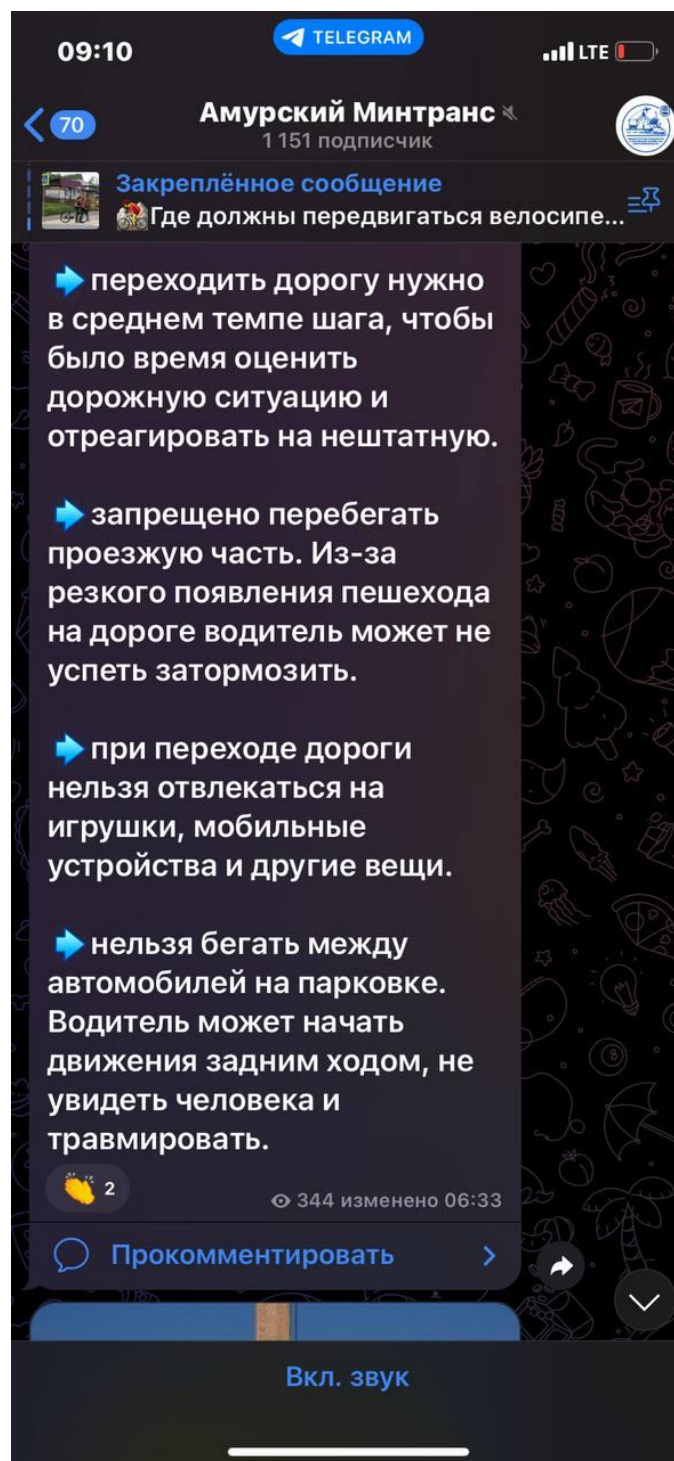 09:10
TELEGRAM
LTE
70
Амурский Минтранс
1 151 подписчик
Закреплённое сообщение
Где должны передвигаться велосипе...
переходить дорогу нужно
в среднем темпе шага, чтобы
было время оценить
дорожную ситуацию и
отреагировать на нештатную.
запрещено перебегать
проезжую часть. Из-за
резкого появления пешехода
на дороге водитель может не
успеть затормозить.
при переходе дороги
нельзя отвлекаться на
игрушки, мобильные
устройства и другие вещи.
нельзя бегать между
автомобилей на парковке.
Водитель может начать
движения задним ходом, не
увидеть человека и
травмировать.
2
344 изменено 06:33
Прокомментировать
Вкл. звук